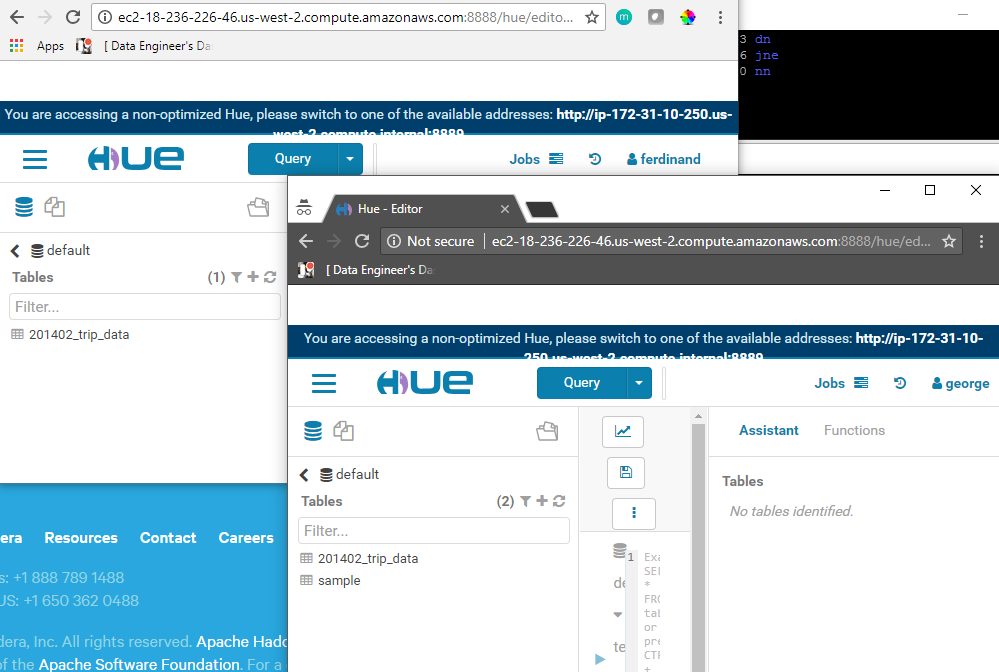 ec2-18-236-226-46.us-west-2.compute.amazonaws.com:8888/hue/edito...
m
Apps
[ Data Engineer's Da
You are accessing a non-optimized Hue, please switch to one of the available addresses: http://ip-172-31-10-250.us-
west-2.compute.internal:8889
HUE
Query
Jobs
ferdinand
default
Tables
(1)
Filter...
201402_trip_data
3 dn
6 jne
0 nn
Hue - Editor
Not secure
ec2-18-236-226-46.us-west-2.compute.amazonaws.com:8888/hue/ed...
[ Data Engineer's Da
You are accessing a non-optimized Hue, please switch to one of the available addresses: http://ip-172-31-10-
250.us-west-2.compute.internal:8889
HUE
Query
Jobs
george
default
Tables
(2)
Filter...
201402_trip_data
sample
de
te
1
Exa
SEL
*
FRO
tab
or
pre
CTF
+
Assistant
Functions
Tables
No tables identified.
era
Resources
Contact
Careers
s: +1 888 789 1488
US: +1 650 362 0488
dera, Inc. All rights reserved. Apache Hado
of the Apache Software Foundation. For a